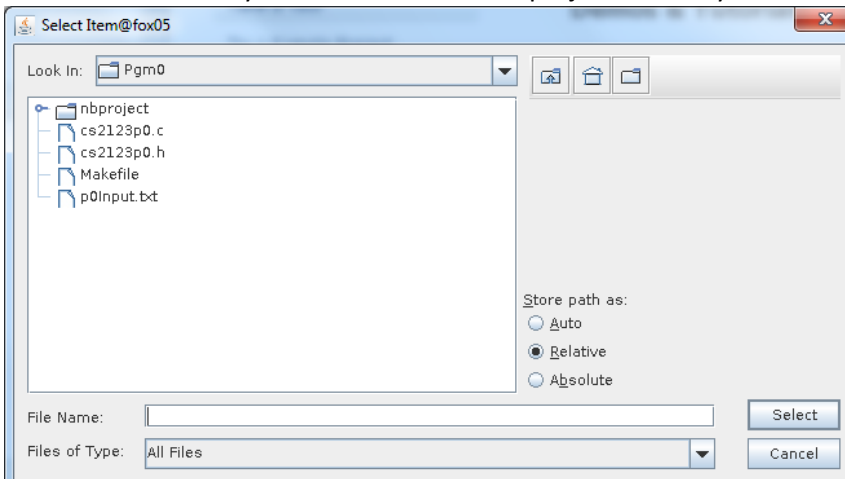 Select Item@fox05
Look In: Pgm0
nbproject
cs2123p0.c
cs2123p0.h
Makefile
p0Input.txt
Store path as:
Auto
Relative
Absolute
File Name:
Select
Files of Type: All Files
Cancel